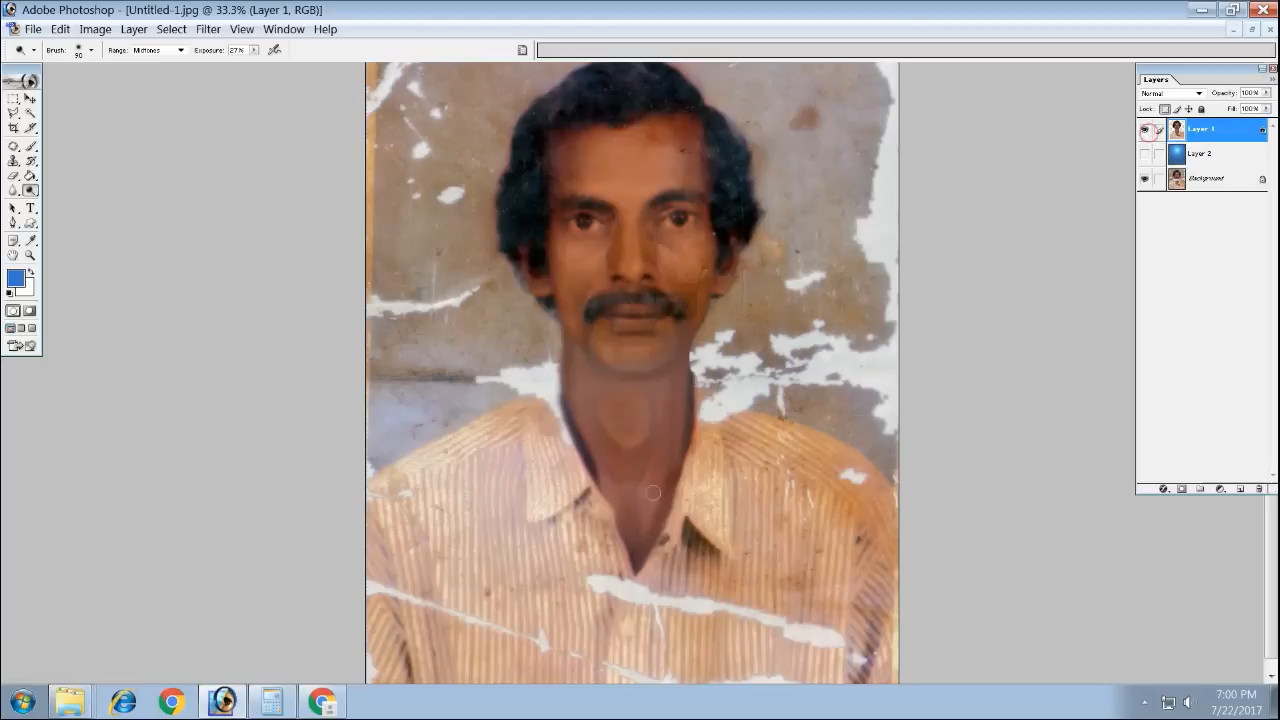 Adobe Photoshop - [Untitled-1.jpg @ 33.3% (Layer 1, RGB)]
File Edit Image Layer Select Filter View Window Help
Brush: 90 Range: Midtones Exposure: 27%
Layers
Normal Opacity: 100%
Lock: Fill: 100%
Layer 1
Layer 2
Background
T
7:00 PM
7/22/2017